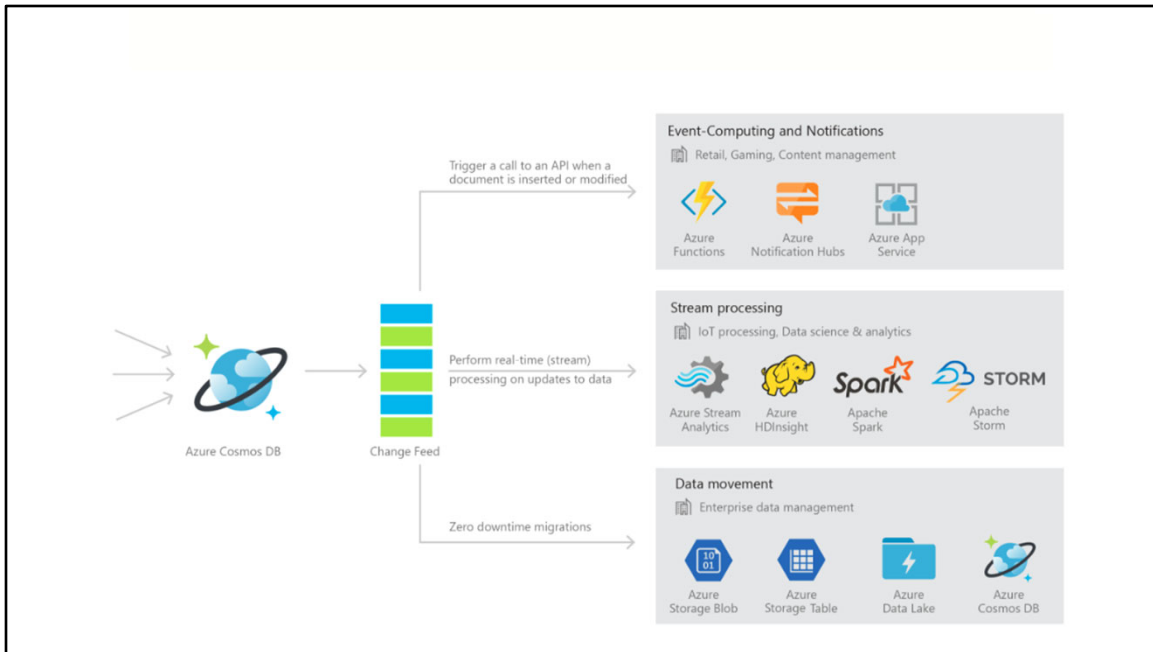 Event-Computing and Notifications
Retail, Gaming, Content management
Trigger a call to an API when a
document is inserted or modified
Azure
Functions
Azure
Notification Hubs
Azure App
Service
Stream processing
IoT processing, Data science & analytics
Perform real-time (stream)
processing on updates to data
Spark
STORM
Azure Stream
Analytics
Azure
HDInsight
Apache
Spark
Apache
Storm
Azure Cosmos DB
Change Feed
Data movement
Enterprise data management
Zero downtime migrations
10
01
Azure
Storage Blob
Azure
Storage Table
Azure
Data Lake
Azure
Cosmos DB